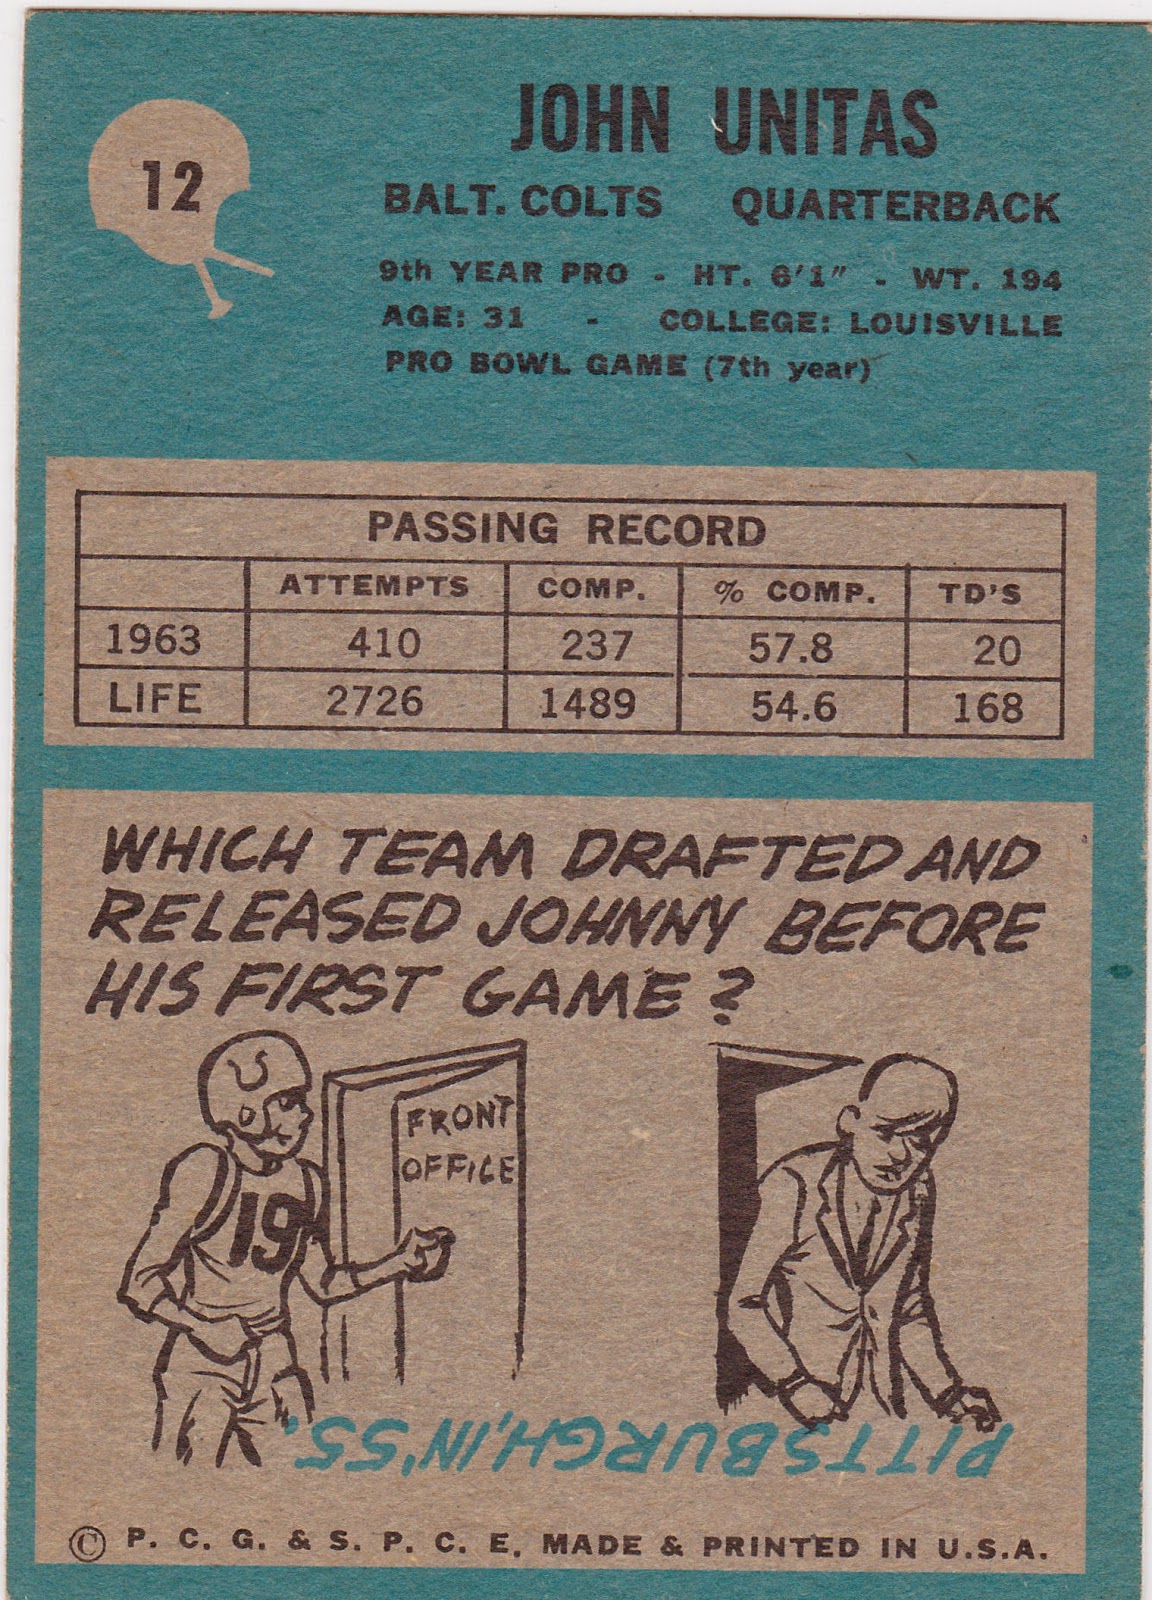 12
JOHN UNITAS
BALT. COLTS QUARTERBACK
9th YEAR PRO - HT. 6'1" - WT. 194
AGE: 31 - COLLEGE: LOUISVILLE
PRO BOWL GAME (7th year)
PASSING RECORD
ATTEMPTS COMP. % COMP. TD'S
1963 410 237 57.8 20
LIFE 2726 1489 54.6 168
WHICH TEAM DRAFTED AND
RELEASED JOHNNY BEFORE
HIS FIRST GAME?
FRONT
OFFICE
19
PITTSBURGH, IN '55.
© P. C. G. & S. P. C. E. MADE & PRINTED IN U.S.A.